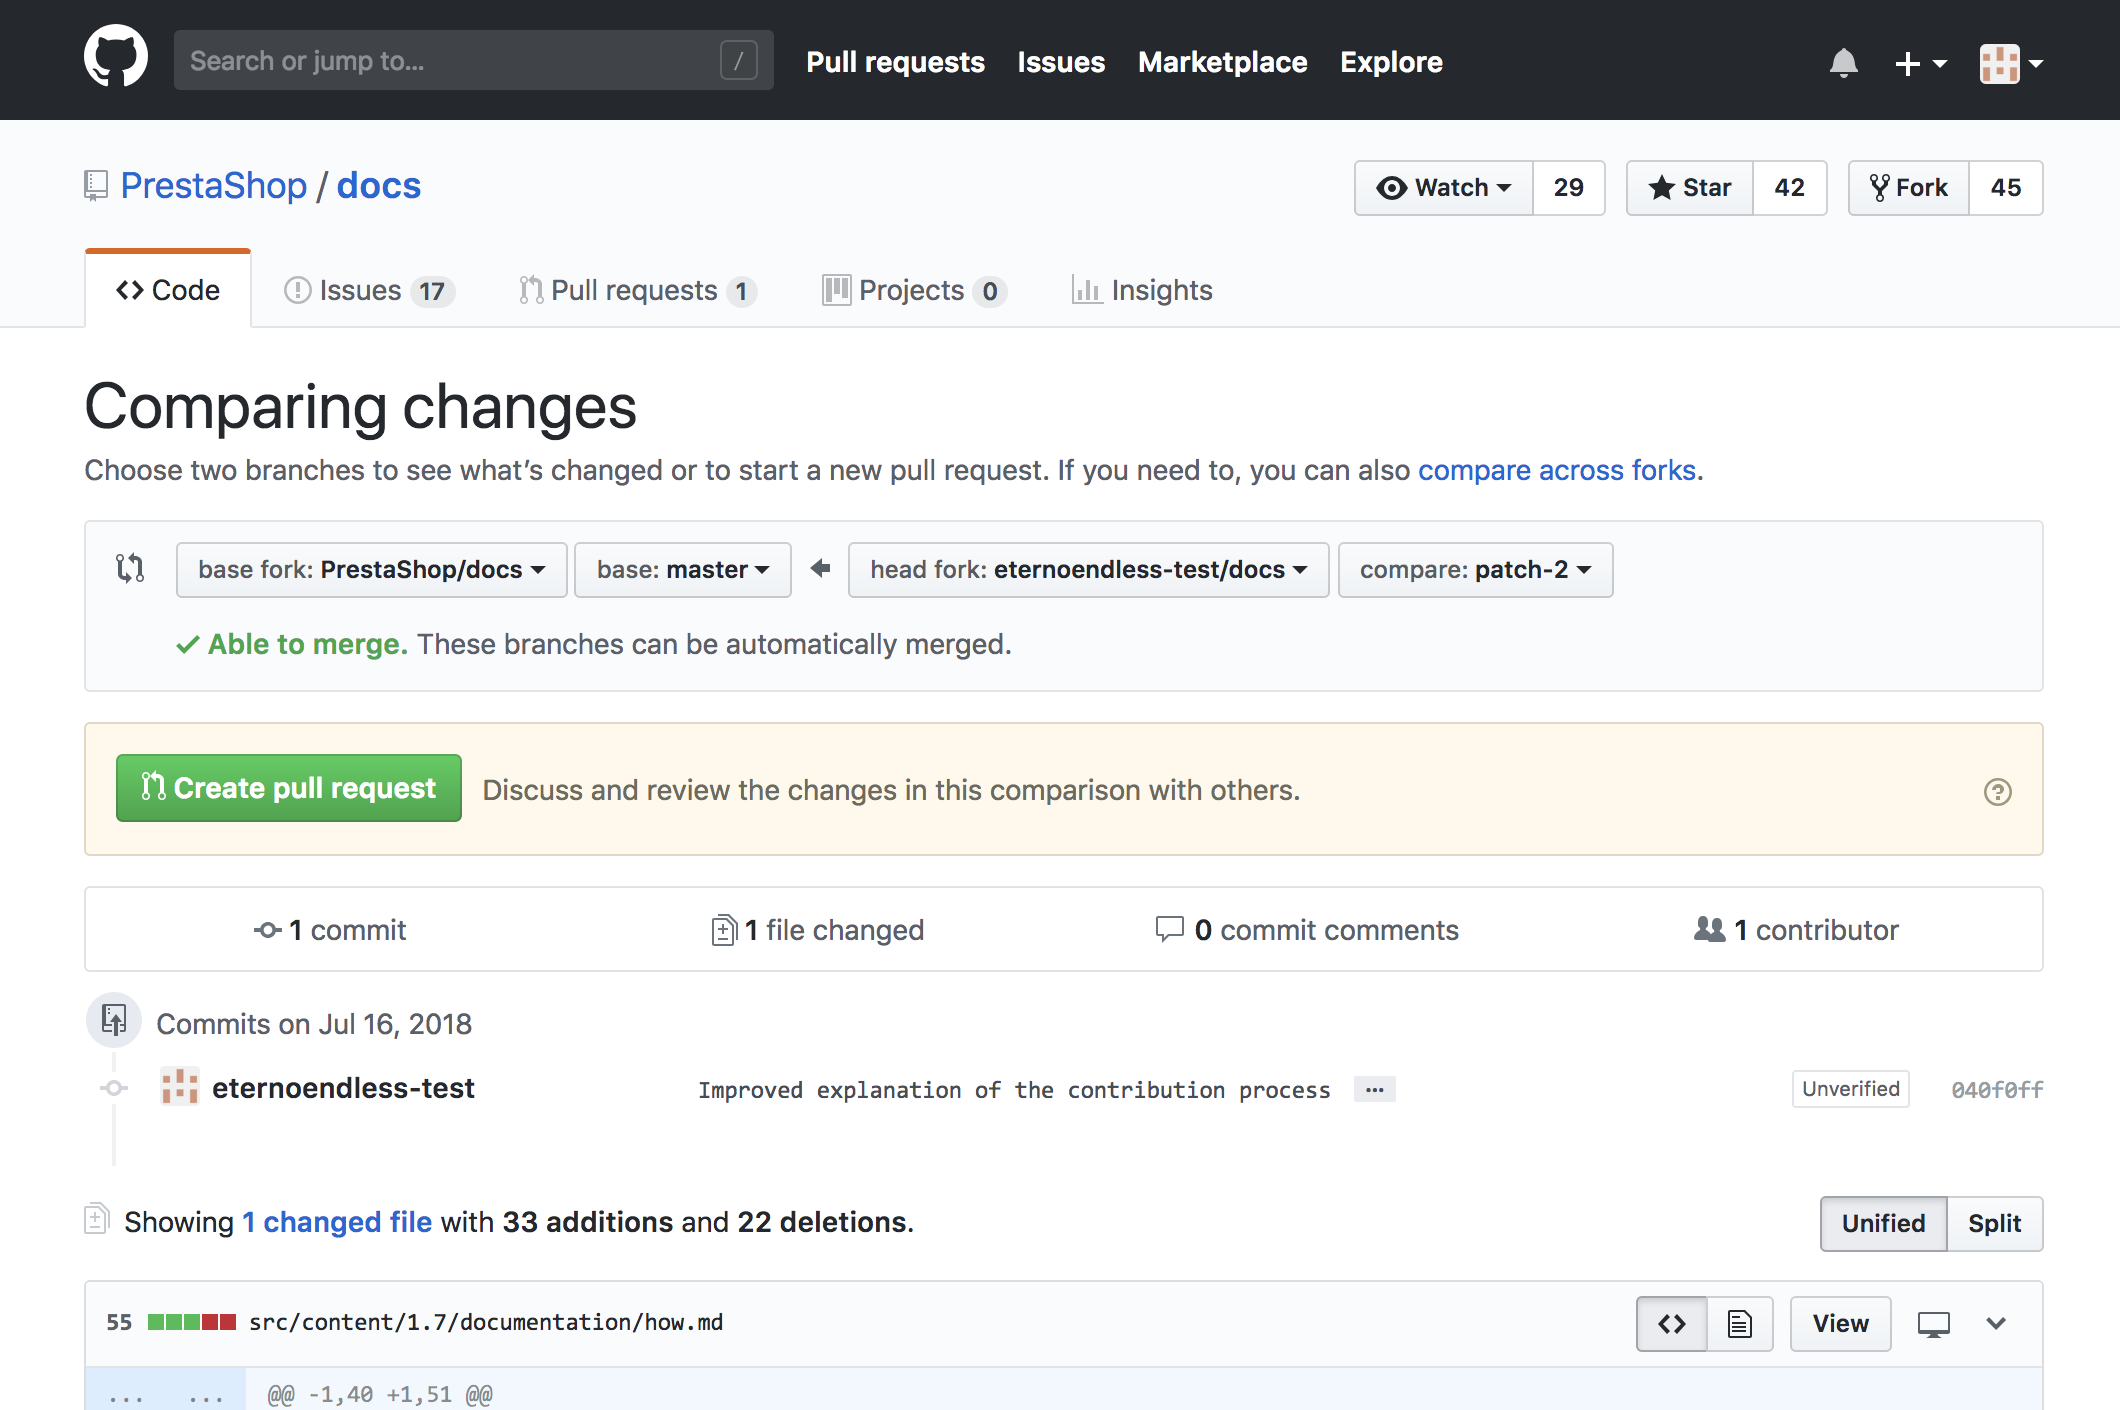 Search or jump to... / Pull requests Issues Marketplace Explore
PrestaShop / docs Watch 29 Star 42 Fork 45
Code Issues 17 Pull requests 1 Projects 0 Insights
Comparing changes
Choose two branches to see what’s changed or to start a new pull request. If you need to, you can also compare across forks.
base fork: PrestaShop/docs base: master head fork: eternoendless-test/docs compare: patch-2
Able to merge. These branches can be automatically merged.
Create pull request Discuss and review the changes in this comparison with others.
1 commit 1 file changed 0 commit comments 1 contributor
Commits on Jul 16, 2018
eternoendless-test Improved explanation of the contribution process … Unverified 040f0ff
Showing 1 changed file with 33 additions and 22 deletions. Unified Split
55 src/content/1.7/documentation/how.md View
... ... @@ -1,40 +1,51 @@